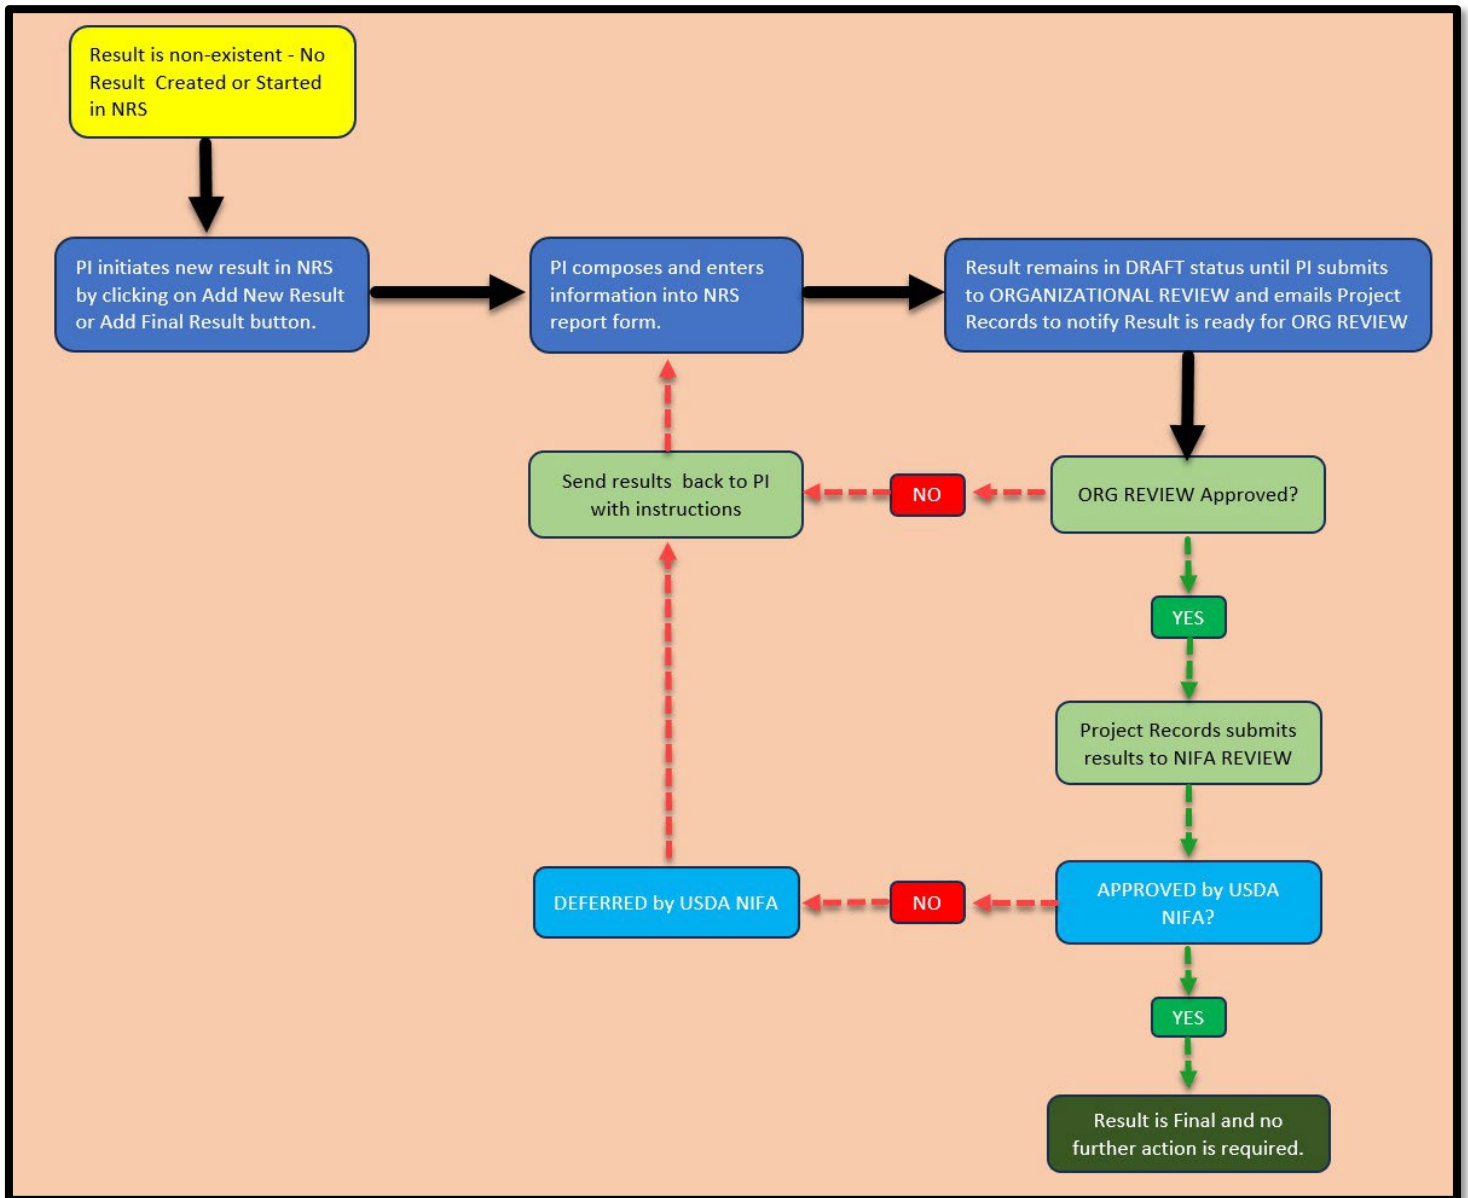 Result is non-existent - No
Result  Created or Started
in NRS
PI initiates new result in NRS
by clicking on Add New Result
or Add Final Result button.
PI composes and enters
information into NRS
report form.
Result remains in DRAFT status until PI submits
to ORGANIZATIONAL REVIEW and emails Project
Records to notify Result is ready for ORG REVIEW
Send results  back to PI
with instructions
NO
ORG REVIEW Approved?
YES
Project Records submits
results to NIFA REVIEW
DEFERRED by USDA NIFA
NO
APPROVED by USDA
NIFA?
YES
Result is Final and no
further action is required.